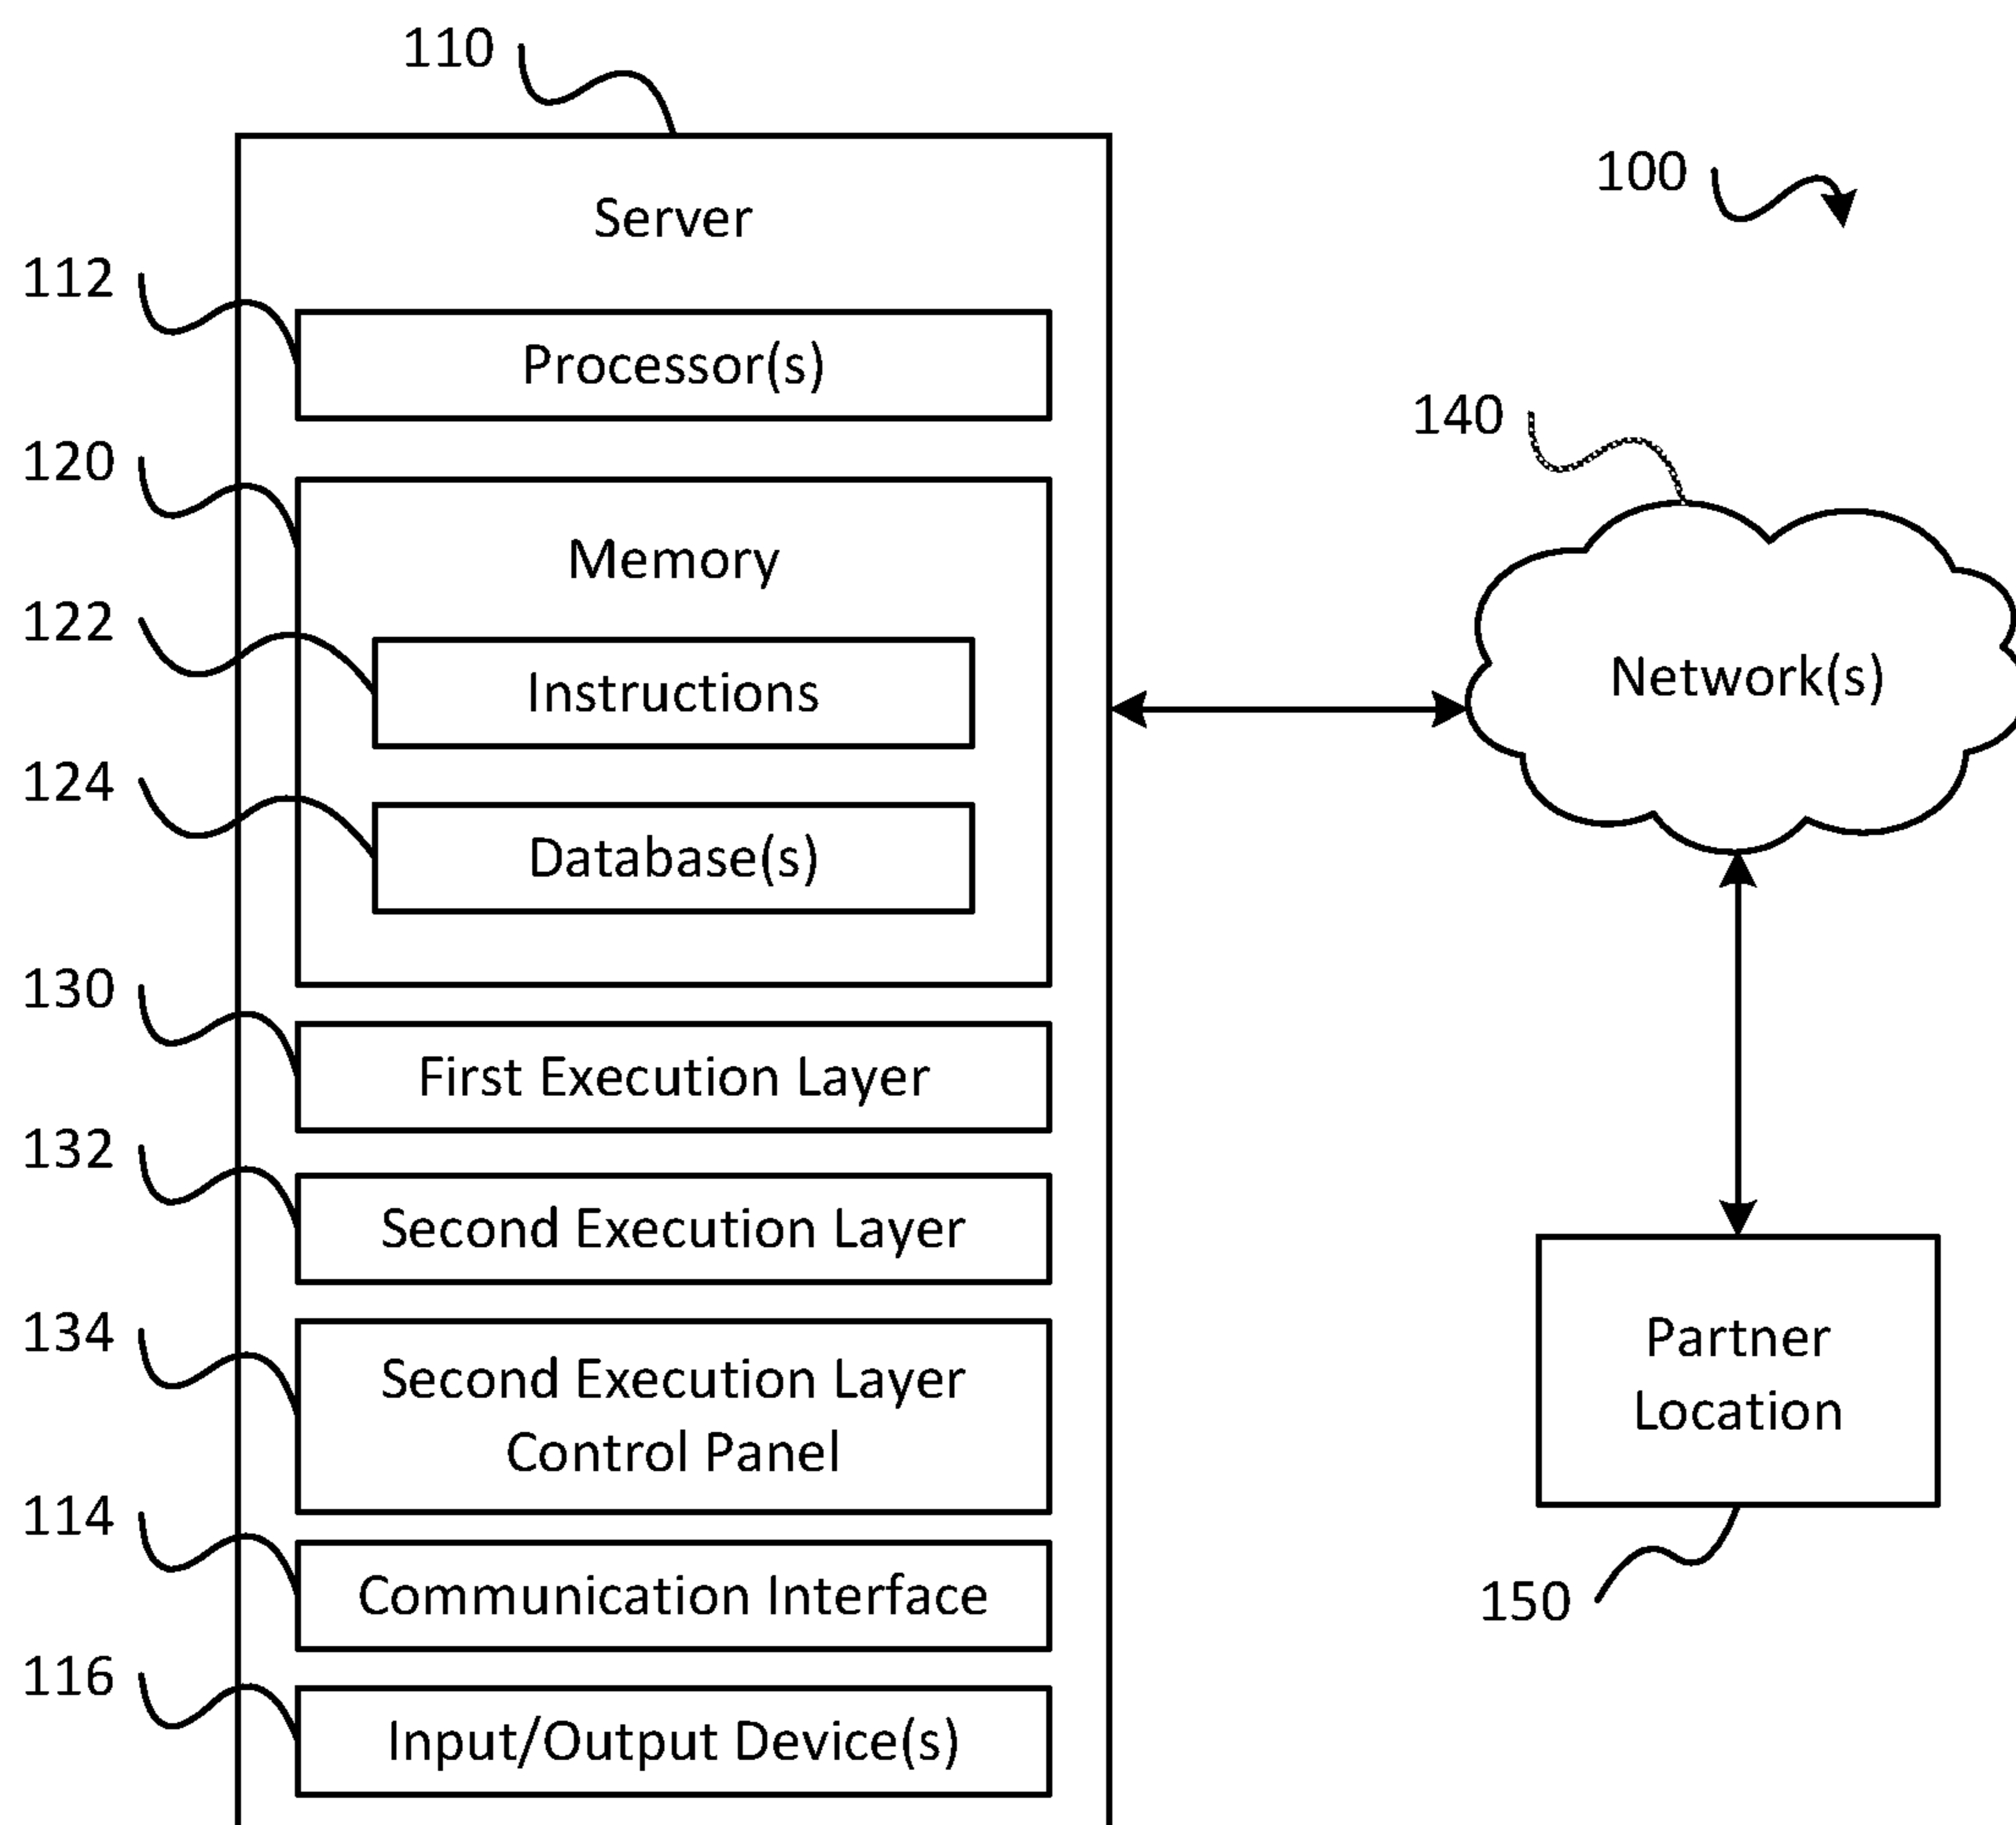 110
100
Server
112
Processor(s)
140
120
Memory
122
Instructions
Network(s)
124
Database(s)
130
First Execution Layer
132
Second Execution Layer
134
Second Execution Layer
Control Panel
Partner
Location
114
Communication Interface
150
116
Input/Output Device(s)